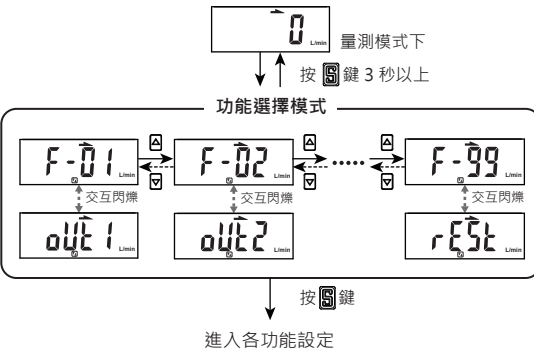 0 L/min 量測模式下
按 S 鍵 3 秒以上
功能選擇模式
F-01 L/min F-02 L/min ••••• F-99 L/min
交互閃爍 交互閃爍 交互閃爍
oUt1 L/min oUt2 L/min rESt L/min
按 S 鍵
進入各功能設定